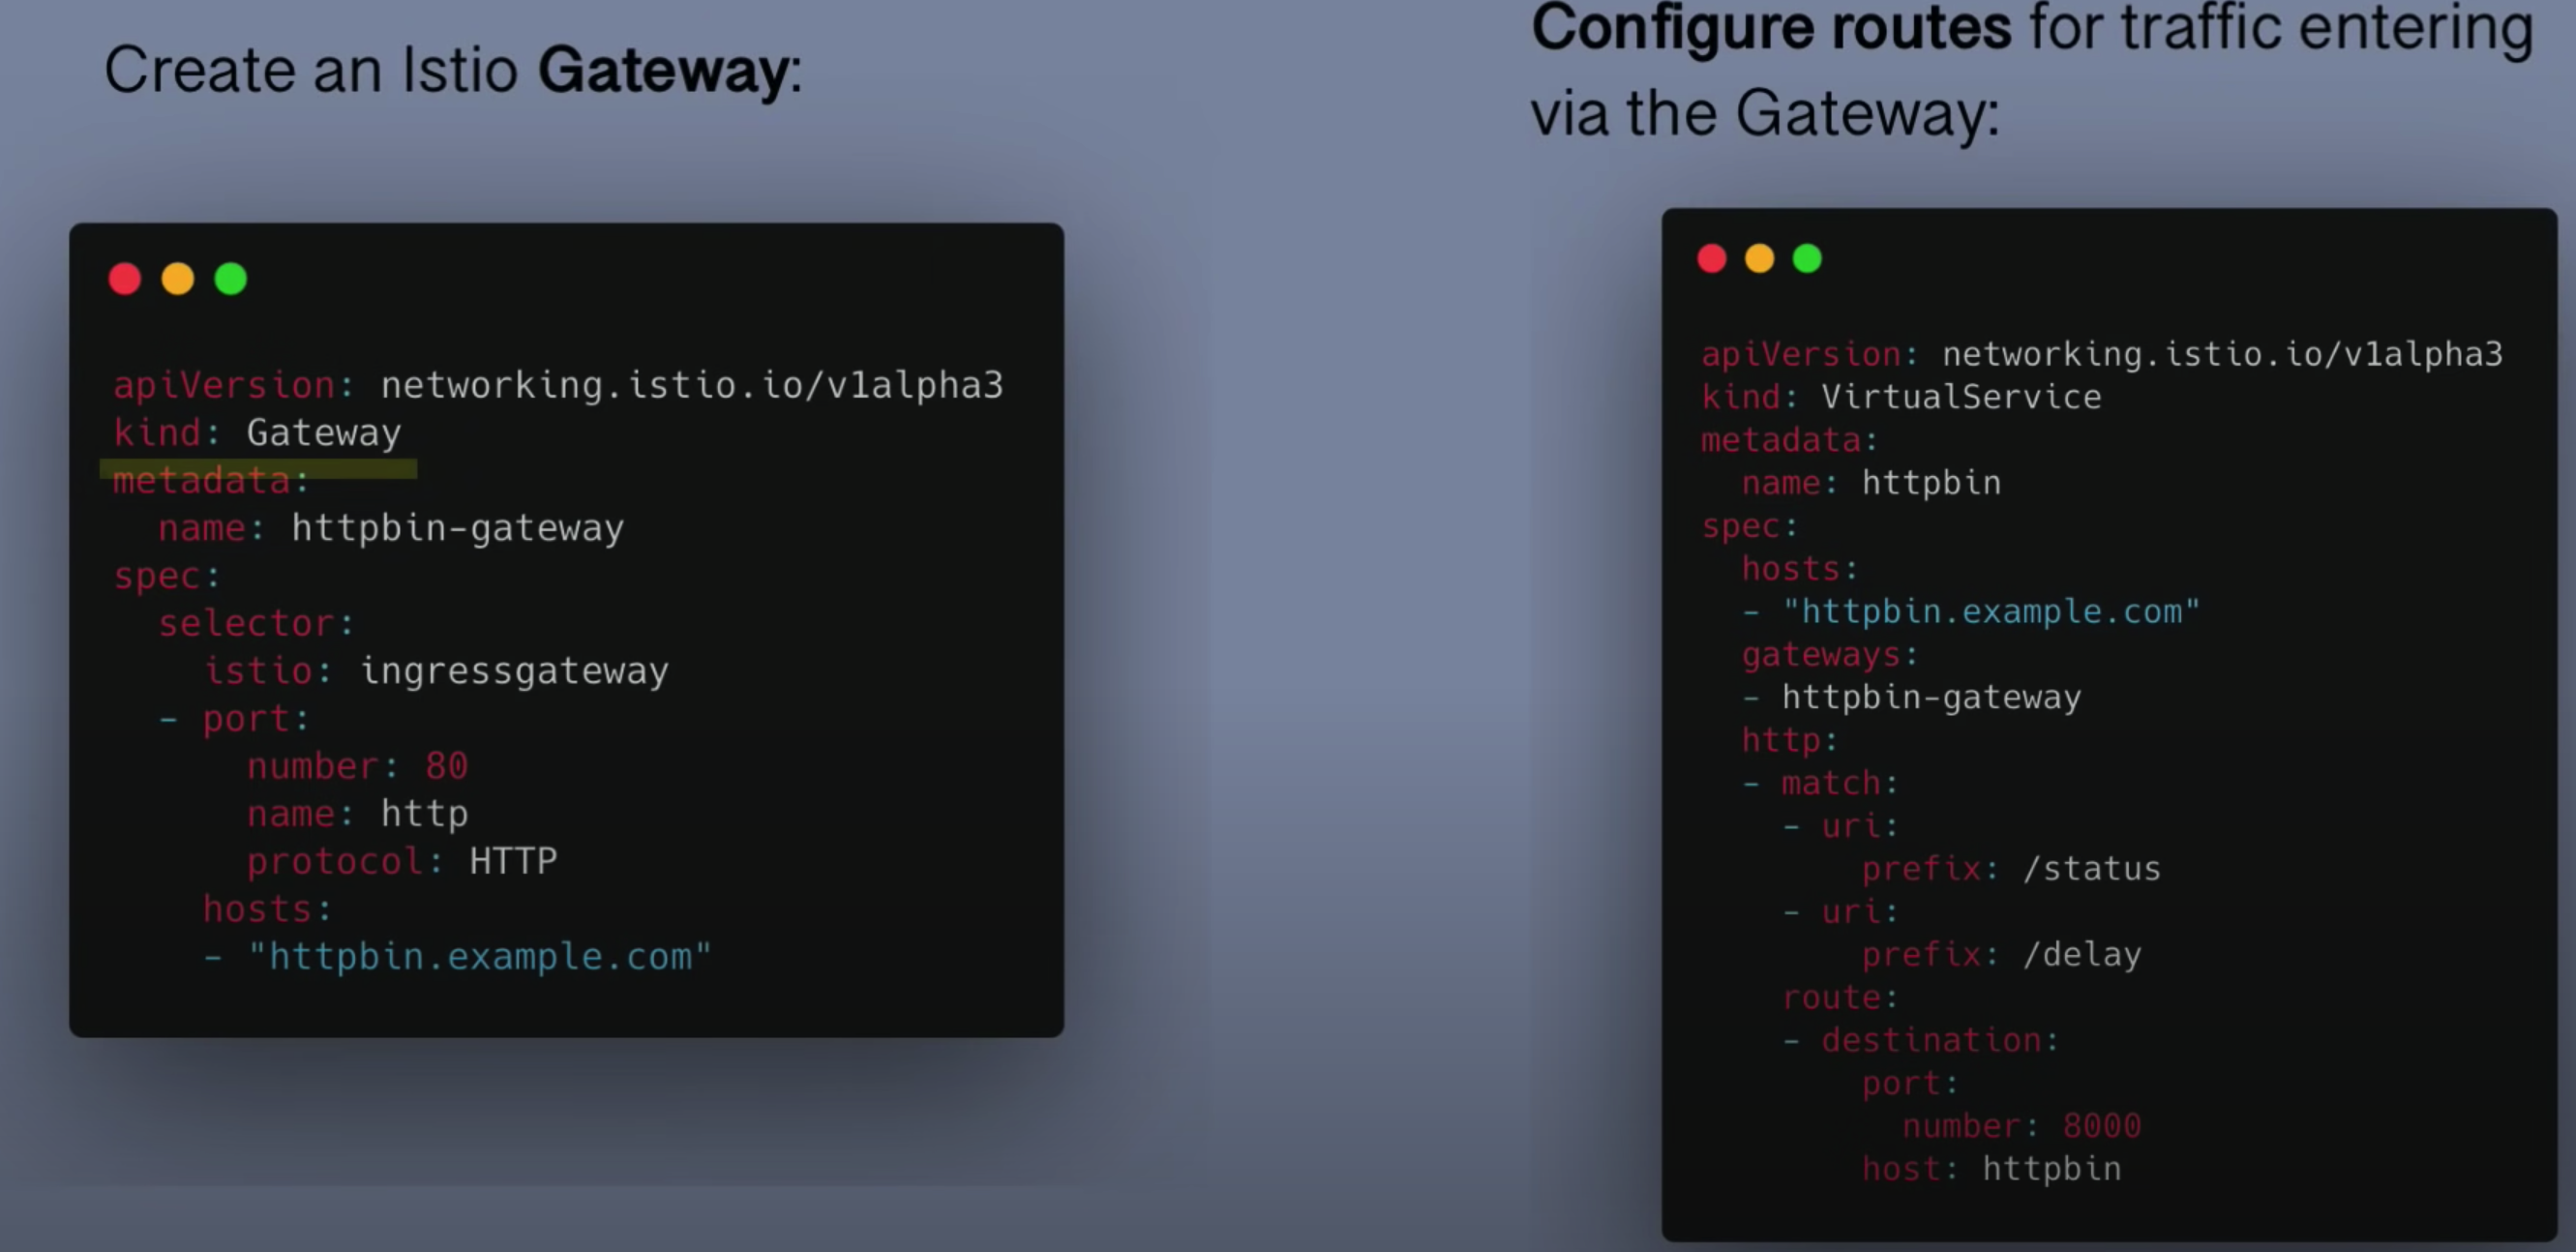 Create an Istio Gateway:
apiVersion: networking.istio.io/v1alpha3
kind: Gateway
metadata:
  name: httpbin-gateway
spec:
  selector:
    istio: ingressgateway
  - port:
      number: 80
      name: http
      protocol: HTTP
    hosts:
    - "httpbin.example.com"
Configure routes for traffic entering
via the Gateway:
apiVersion: networking.istio.io/v1alpha3
kind: VirtualService
metadata:
  name: httpbin
spec:
  hosts:
  - "httpbin.example.com"
  gateways:
  - httpbin-gateway
  http:
  - match:
    - uri:
        prefix: /status
    - uri:
        prefix: /delay
    route:
    - destination:
        port:
          number: 8000
        host: httpbin